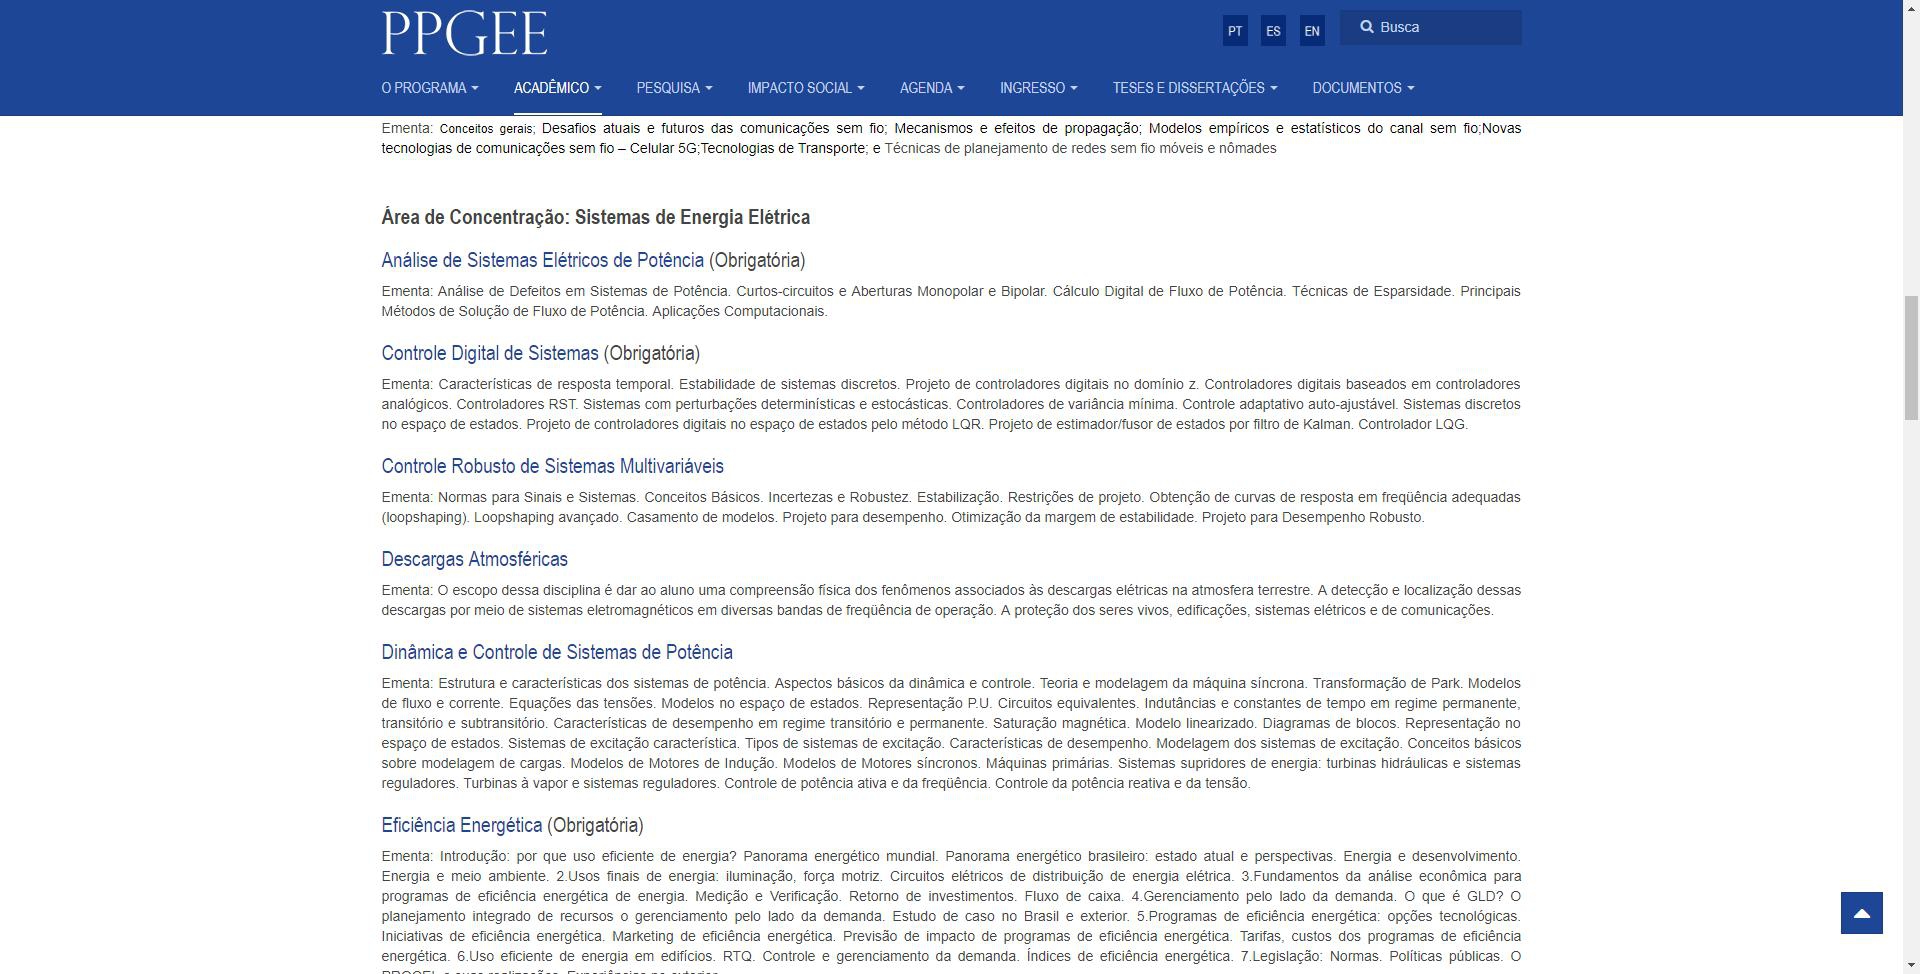 PPGEE
PT ES EN Busca
O PROGRAMA ACADÊMICO PESQUISA IMPACTO SOCIAL AGENDA INGRESSO TESES E DISSERTAÇÕES DOCUMENTOS
Ementa: Conceitos gerais; Desafios atuais e futuros das comunicações sem fio; Mecanismos e efeitos de propagação; Modelos empíricos e estatísticos do canal sem fio;Novas
tecnologias de comunicações sem fio – Celular 5G;Tecnologias de Transporte; e Técnicas de planejamento de redes sem fio móveis e nômades
Área de Concentração: Sistemas de Energia Elétrica
Análise de Sistemas Elétricos de Potência (Obrigatória)
Ementa: Análise de Defeitos em Sistemas de Potência. Curtos-circuitos e Aberturas Monopolar e Bipolar. Cálculo Digital de Fluxo de Potência. Técnicas de Esparsidade. Principais
Métodos de Solução de Fluxo de Potência. Aplicações Computacionais.
Controle Digital de Sistemas (Obrigatória)
Ementa: Características de resposta temporal. Estabilidade de sistemas discretos. Projeto de controladores digitais no domínio z. Controladores digitais baseados em controladores
analógicos. Controladores RST. Sistemas com perturbações determinísticas e estocásticas. Controladores de variância mínima. Controle adaptativo auto-ajustável. Sistemas discretos
no espaço de estados. Projeto de controladores digitais no espaço de estados pelo método LQR. Projeto de estimador/fusor de estados por filtro de Kalman. Controlador LQG.
Controle Robusto de Sistemas Multivariáveis
Ementa: Normas para Sinais e Sistemas. Conceitos Básicos. Incertezas e Robustez. Estabilização. Restrições de projeto. Obtenção de curvas de resposta em freqüência adequadas
(loopshaping). Loopshaping avançado. Casamento de modelos. Projeto para desempenho. Otimização da margem de estabilidade. Projeto para Desempenho Robusto.
Descargas Atmosféricas
Ementa: O escopo dessa disciplina é dar ao aluno uma compreensão física dos fenômenos associados às descargas elétricas na atmosfera terrestre. A detecção e localização dessas
descargas por meio de sistemas eletromagnéticos em diversas bandas de freqüência de operação. A proteção dos seres vivos, edificações, sistemas elétricos e de comunicações.
Dinâmica e Controle de Sistemas de Potência
Ementa: Estrutura e características dos sistemas de potência. Aspectos básicos da dinâmica e controle. Teoria e modelagem da máquina síncrona. Transformação de Park. Modelos
de fluxo e corrente. Equações das tensões. Modelos no espaço de estados. Representação P.U. Circuitos equivalentes. Indutâncias e constantes de tempo em regime permanente,
transitório e subtransitório. Características de desempenho em regime transitório e permanente. Saturação magnética. Modelo linearizado. Diagramas de blocos. Representação no
espaço de estados. Sistemas de excitação característica. Tipos de sistemas de excitação. Características de desempenho. Modelagem dos sistemas de excitação. Conceitos básicos
sobre modelagem de cargas. Modelos de Motores de Indução. Modelos de Motores síncronos. Máquinas primárias. Sistemas supridores de energia: turbinas hidráulicas e sistemas
reguladores. Turbinas à vapor e sistemas reguladores. Controle de potência ativa e da freqüência. Controle da potência reativa e da tensão.
Eficiência Energética (Obrigatória)
Ementa: Introdução: por que uso eficiente de energia? Panorama energético mundial. Panorama energético brasileiro: estado atual e perspectivas. Energia e desenvolvimento.
Energia e meio ambiente. 2.Usos finais de energia: iluminação, força motriz. Circuitos elétricos de distribuição de energia elétrica. 3.Fundamentos da análise econômica para
programas de eficiência energética de energia. Medição e Verificação. Retorno de investimentos. Fluxo de caixa. 4.Gerenciamento pelo lado da demanda. O que é GLD? O
planejamento integrado de recursos o gerenciamento pelo lado da demanda. Estudo de caso no Brasil e exterior. 5.Programas de eficiência energética: opções tecnológicas.
Iniciativas de eficiência energética. Marketing de eficiência energética. Previsão de impacto de programas de eficiência energética. Tarifas, custos dos programas de eficiência
energética. 6.Uso eficiente de energia em edifícios. RTQ. Controle e gerenciamento da demanda. Índices de eficiência energética. 7.Legislação: Normas. Políticas públicas. O